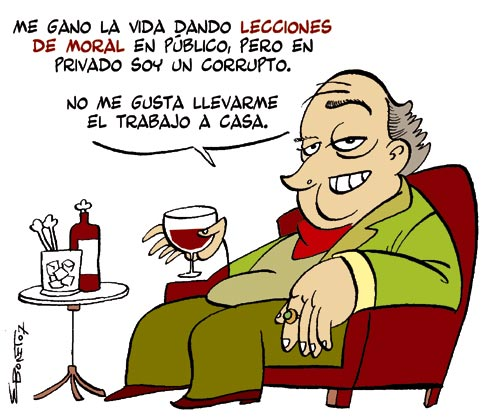 ME GANO LA VIDA DANDO LECCIONES
DE MORAL EN PÚBLICO, PERO EN
PRIVADO SOY UN CORRUPTO.
NO ME GUSTA LLEVARME
EL TRABAJO A CASA.